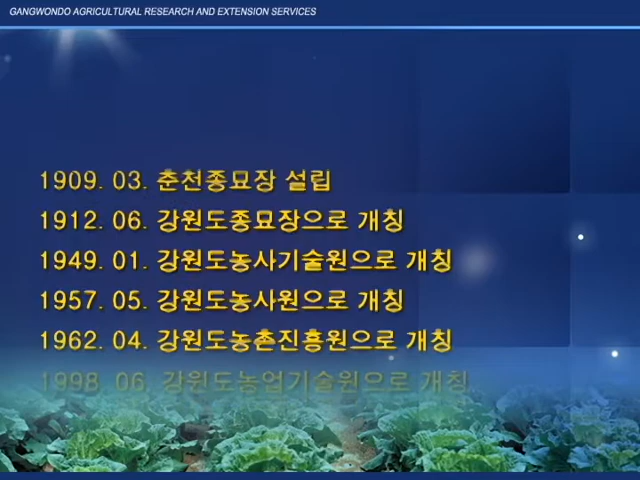 GANGWONDO AGRICULTURAL RESEARCH AND EXTENSION SERVICES
1909. 03. 춘천종묘장 설립
1912. 06. 강원도종묘장으로 개칭
1949. 01. 강원도농사기술원으로 개칭
1957. 05. 강원도농사원으로 개칭
1962. 04. 강원도농촌진흥원으로 개칭
1998. 06. 강원도농업기술원으로 개칭